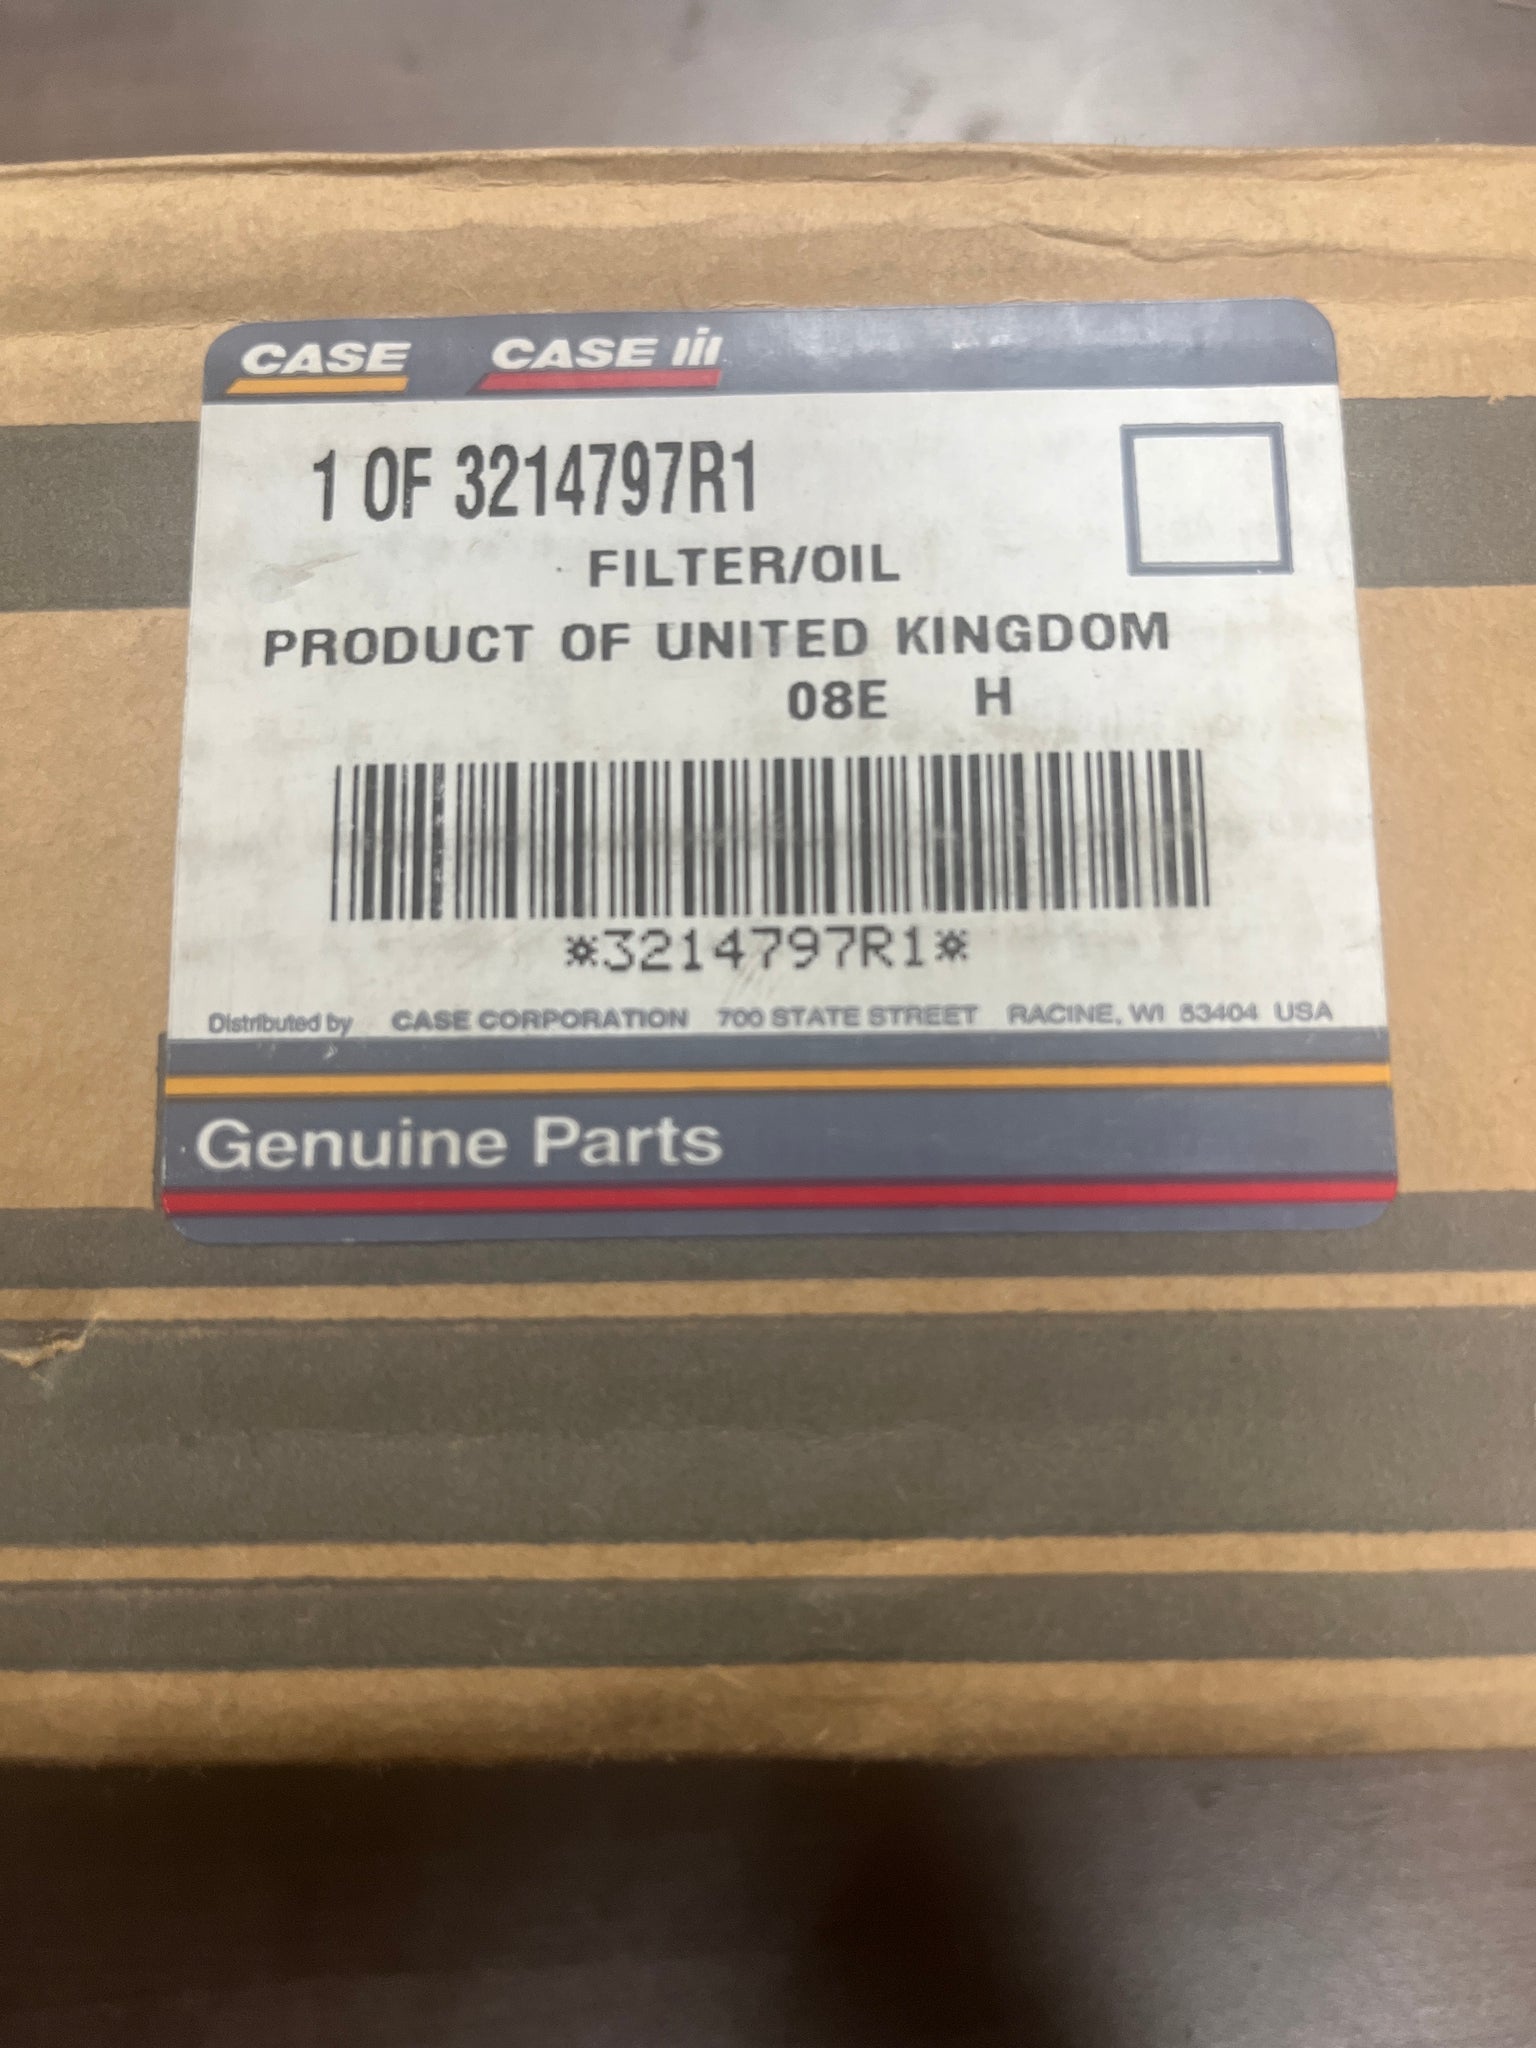 CASE CASE III
1 OF 3214797R1
FILTER/OIL
PRODUCT OF UNITED KINGDOM
08E H
*3214797R1*
Distributed by CASE CORPORATION 700 STATE STREET RACINE, WI 53404 USA
Genuine Parts